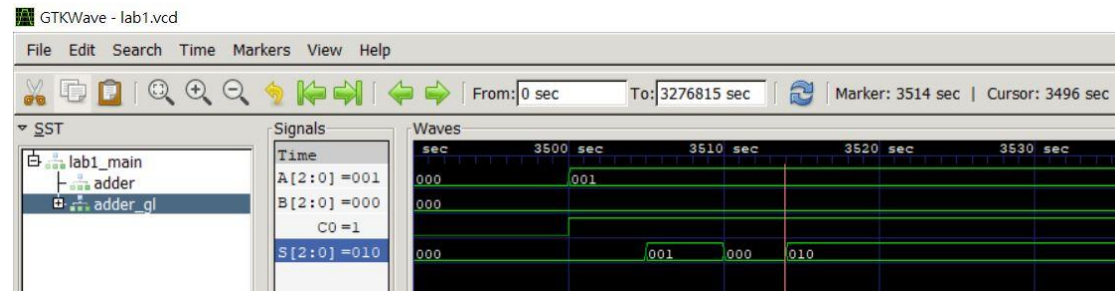 GTKWave - lab1.vcd
File Edit Search Time Markers View Help
From: 0 sec To: 3276815 sec Marker: 3514 sec | Cursor: 3496 sec
SST
lab1_main
adder
adder_gl
Signals
Time
A[2:0] =001
B[2:0] =000
C0 =1
S[2:0] =010
Waves
sec 3500 sec 3510 sec 3520 sec 3530 sec
000 001
000
000 001 000 010